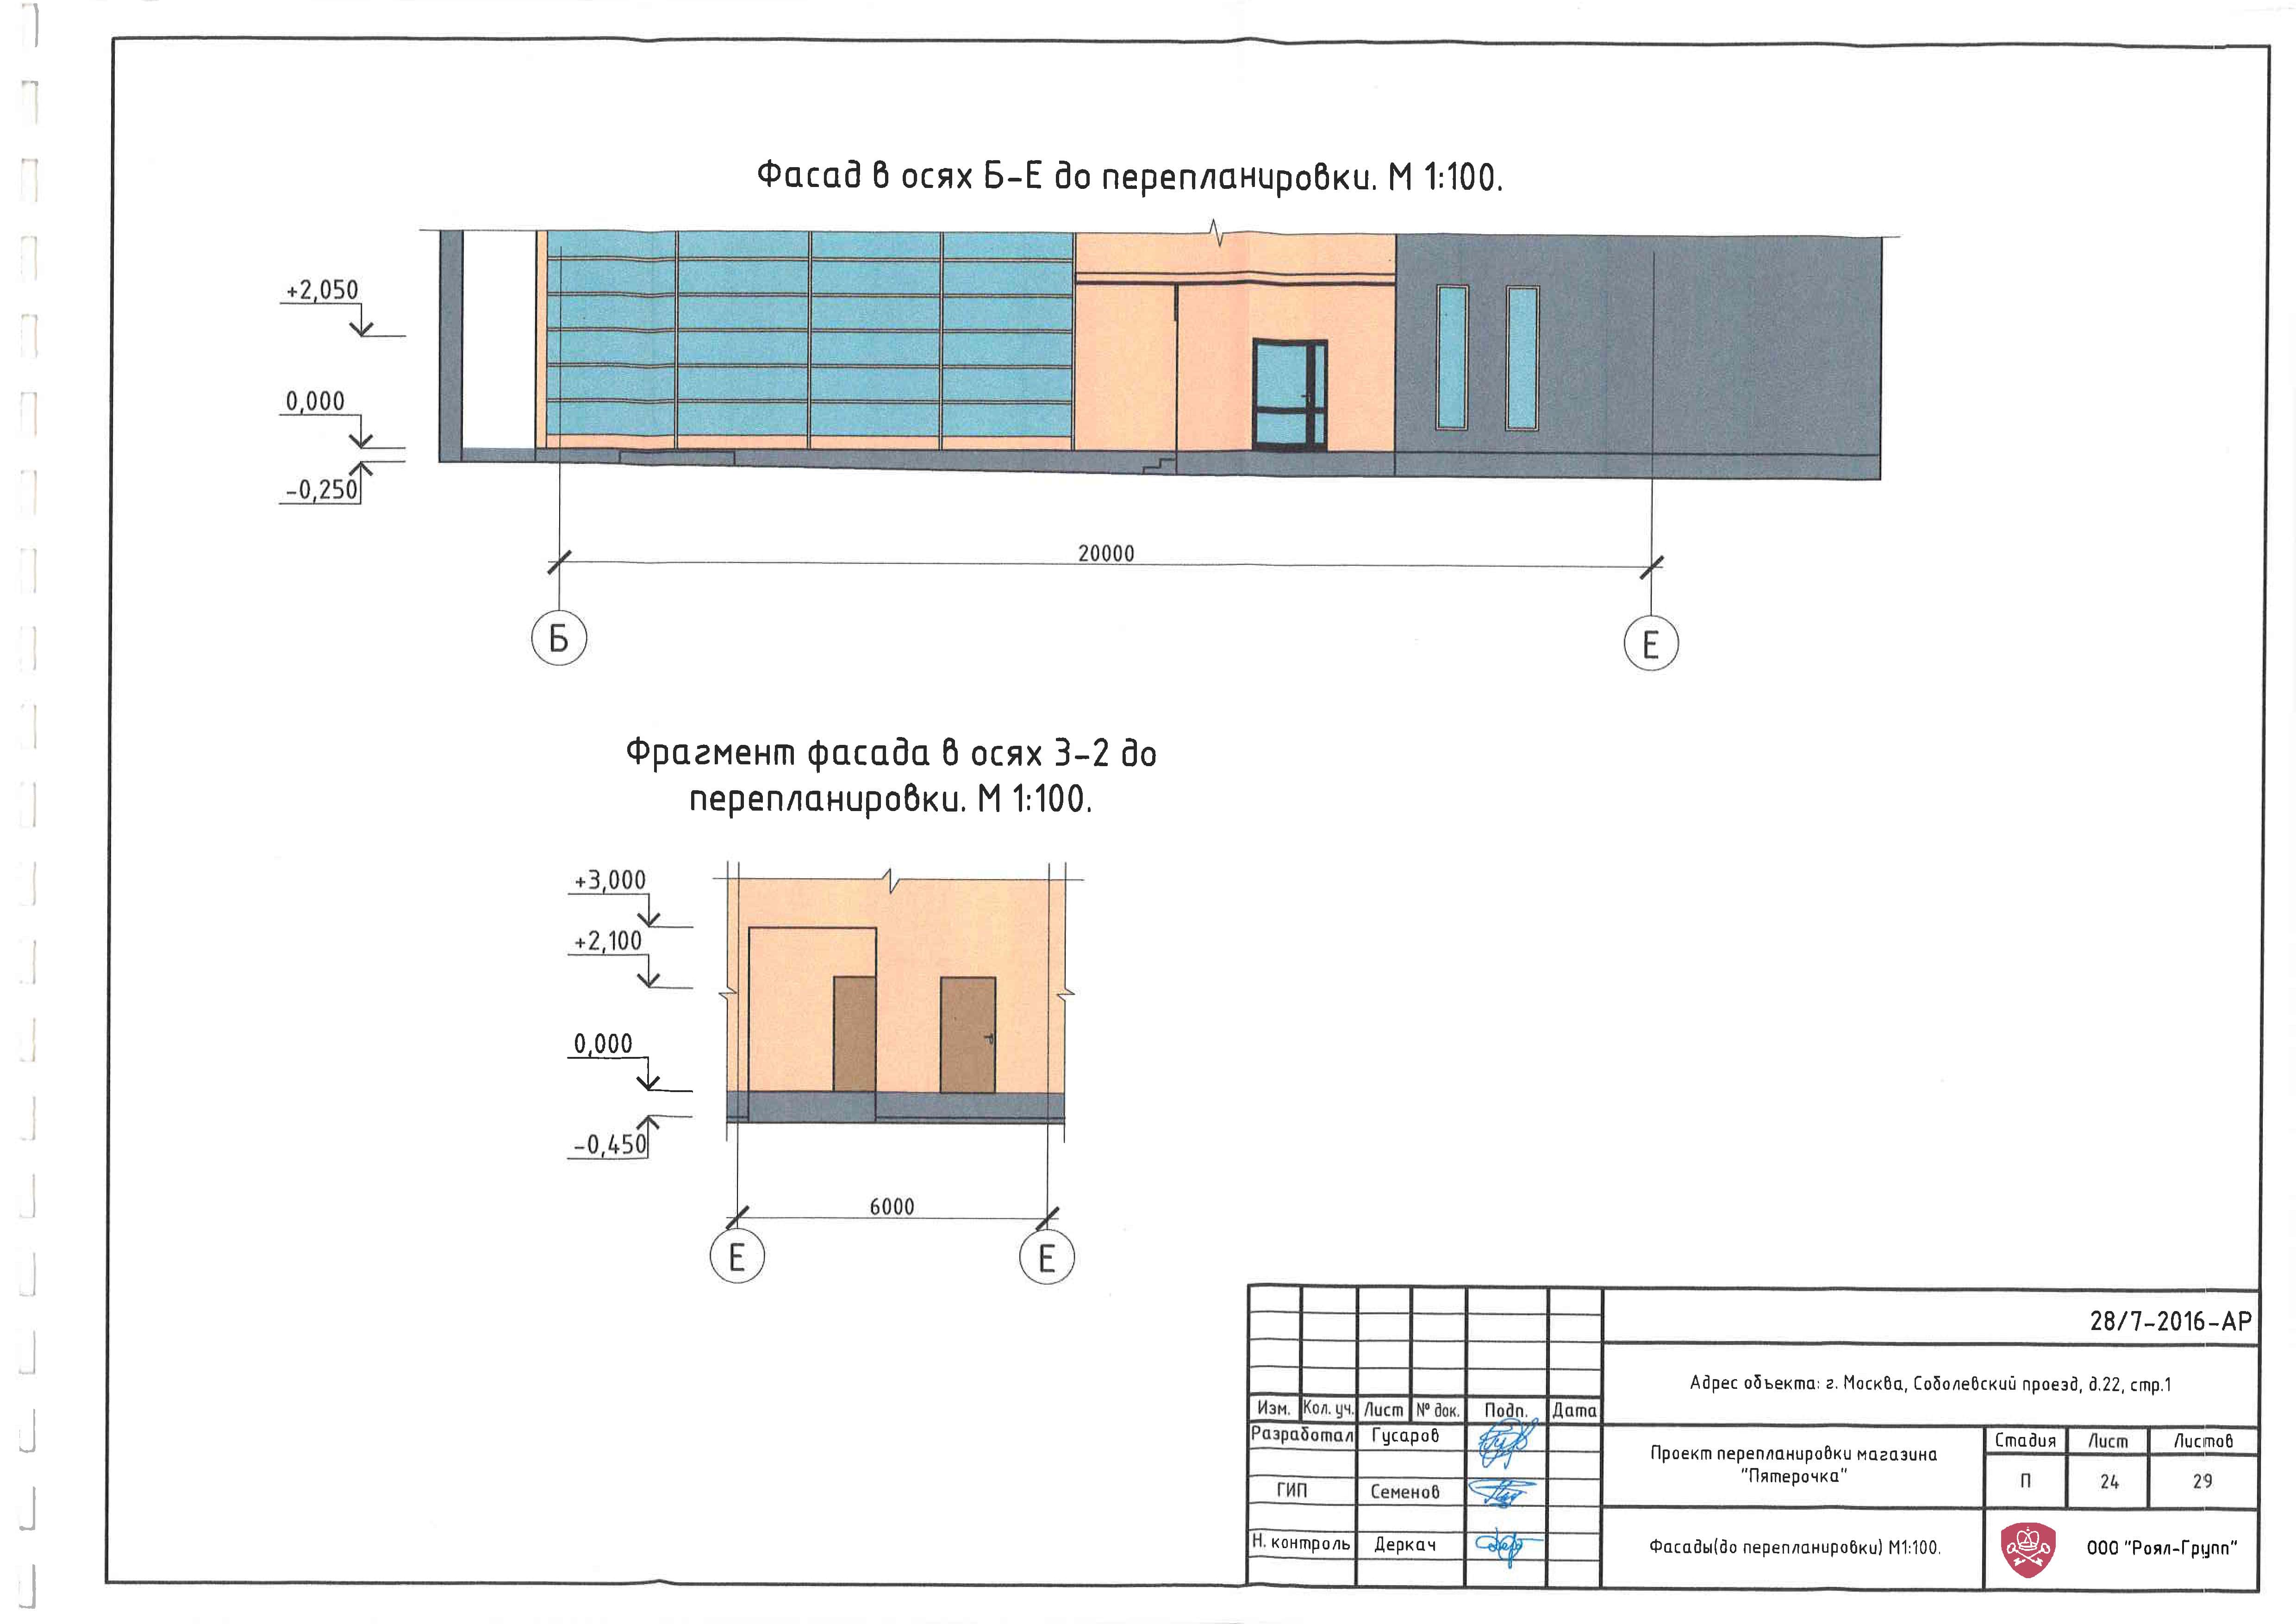 Фасад в осях Б-Е до перепланировки. М 1:100.
+2,050
0,000
-0,250
20000
Б
Е
Фрагмент фасада в осях 3-2 до
перепланировки. М 1:100.
+3,000
+2,100
0,000
-0,450
6000
Е
Е
28/7-2016-АР
Адрес объекта: г. Москва, Соболевский проезд, д.22, стр.1
Изм. Кол. уч. Лист № док. Подп. Дата
Разработал Гусаров
ГИП Семенов
Н. контроль Деркач
Проект перепланировки магазина
"Пятерочка"
Стадия Лист Листов
П 24 29
Фасады(до перепланировки) М1:100.
ООО "Роял-Групп"